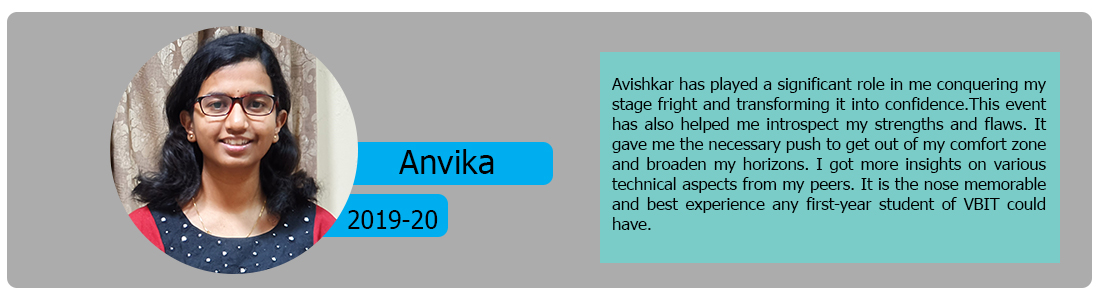 Anvika
2019-20
Avishkar has played a significant role in me conquering my
stage fright and transforming it into confidence.This event
has also helped me introspect my strengths and flaws. It
gave me the necessary push to get out of my comfort zone
and broaden my horizons. I got more insights on various
technical aspects from my peers. It is the nose memorable
and best experience any first-year student of VBIT could
have.